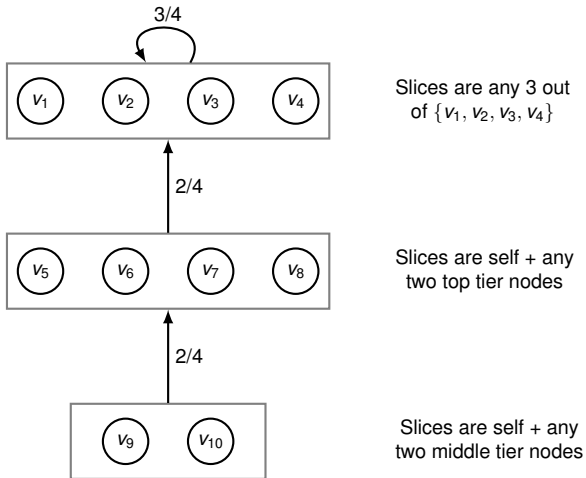 3/4
v1 v2 v3 v4
Slices are any 3 out
of {v1, v2, v3, v4}
2/4
v5 v6 v7 v8
Slices are self + any
two top tier nodes
2/4
v9 v10
Slices are self + any
two middle tier nodes